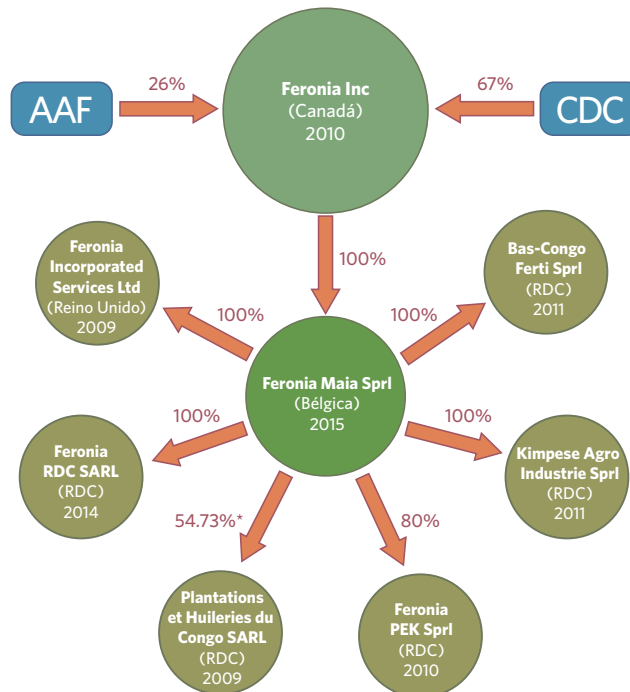 AAF
26%
Feronia Inc
(Canadá)
2010
67%
CDC
100%
Feronia
Incorporated
Services Ltd
(Reino Unido)
2009
100%
Bas-Congo
Ferti Sprl
(RDC)
2011
100%
Feronia Maia Sprl
(Bélgica)
2015
Feronia
RDC SARL
(RDC)
2014
100%
Kimpese Agro
Industrie Sprl
(RDC)
2011
100%
54.73%*
80%
Plantations
et Huileries du
Congo SARL
(RDC)
2009
Feronia
PEK Sprl
(RDC)
2010